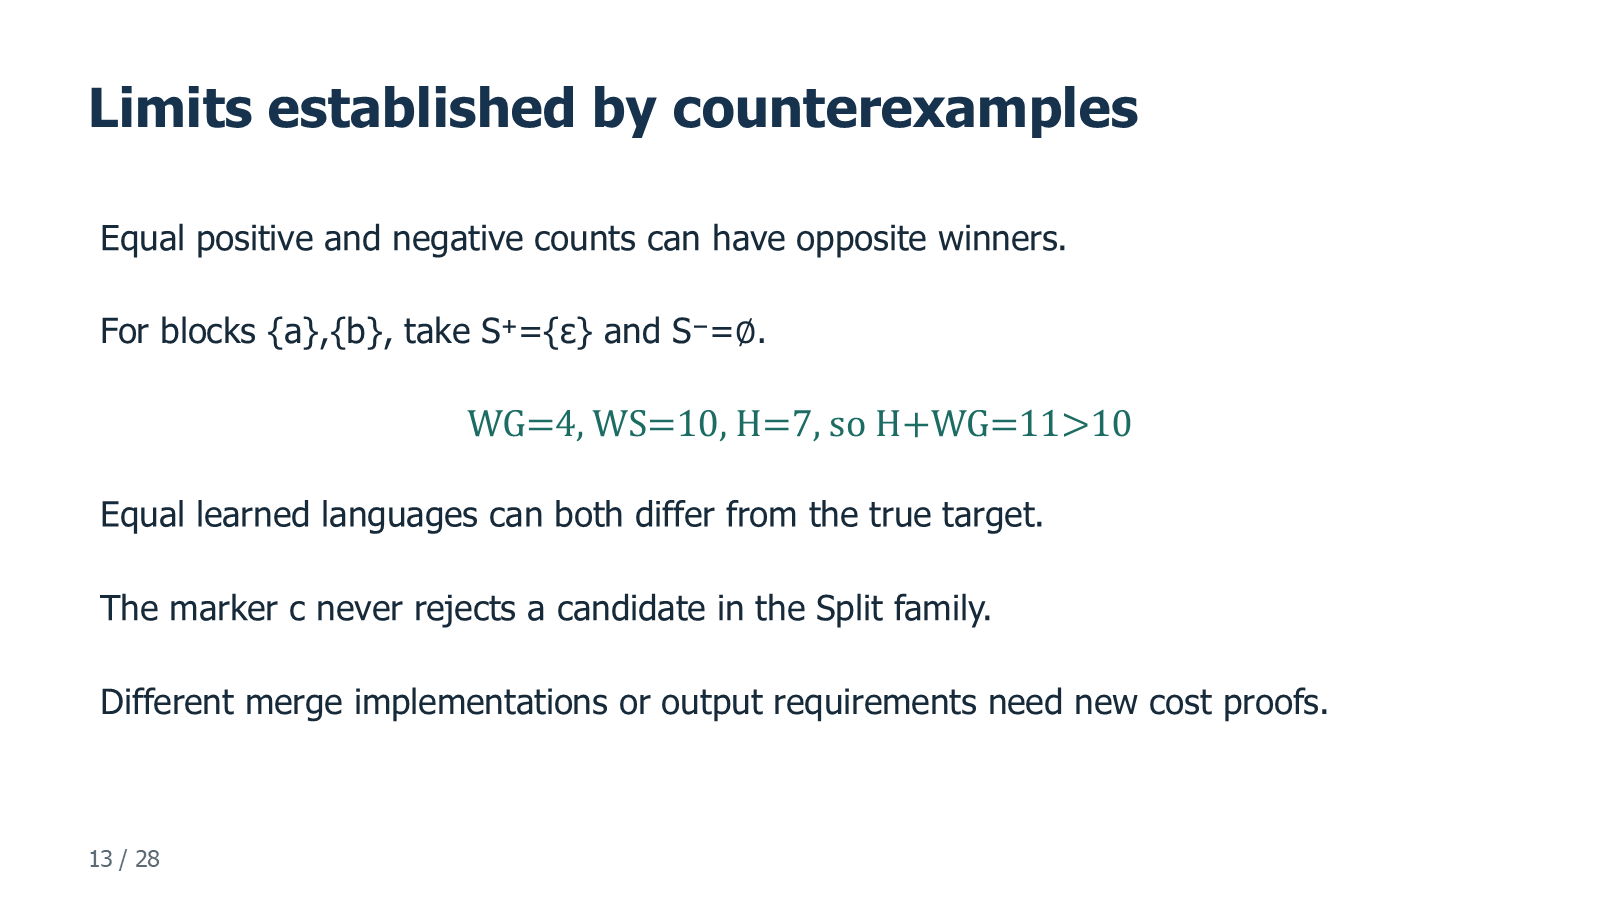 Limits established by counterexamples
Equal positive and negative counts can have opposite winners.
For blocks {a},{b}, take S⁺={ε} and S⁻=∅.
WG=4, WS=10, H=7, so H+WG=11>10
Equal learned languages can both differ from the true target.
The marker c never rejects a candidate in the Split family.
Different merge implementations or output requirements need new cost proofs.
13 / 28